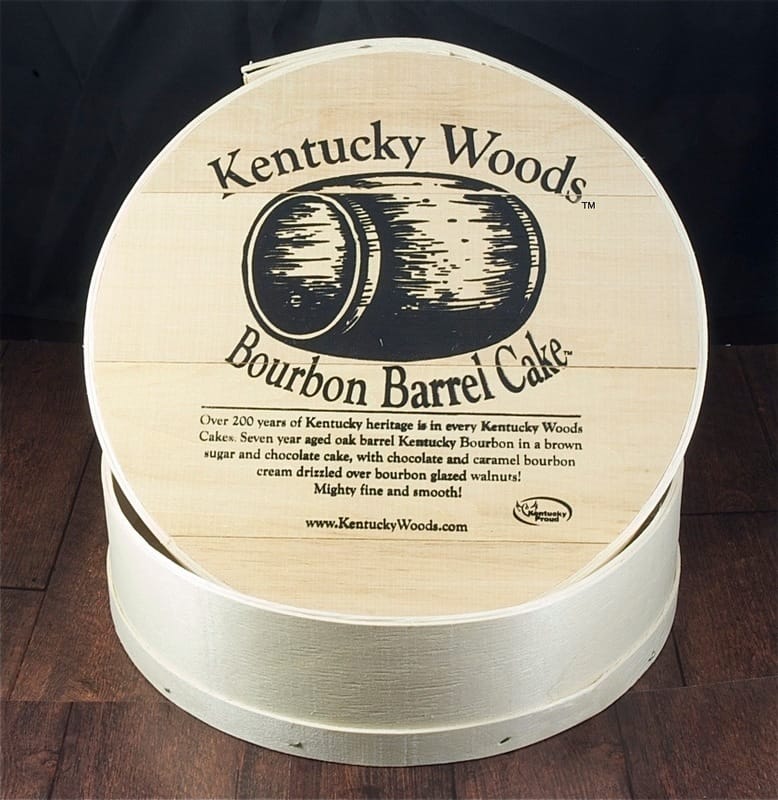 Kentucky Woods™
Bourbon Barrel Cake™
Over 200 years of Kentucky heritage is in every Kentucky Woods
Cakes. Seven year aged oak barrel Kentucky Bourbon in a brown
sugar and chocolate cake, with chocolate and caramel bourbon
cream drizzled over bourbon glazed walnuts!
Mighty fine and smooth!
www.KentuckyWoods.com
Kentucky
Proud